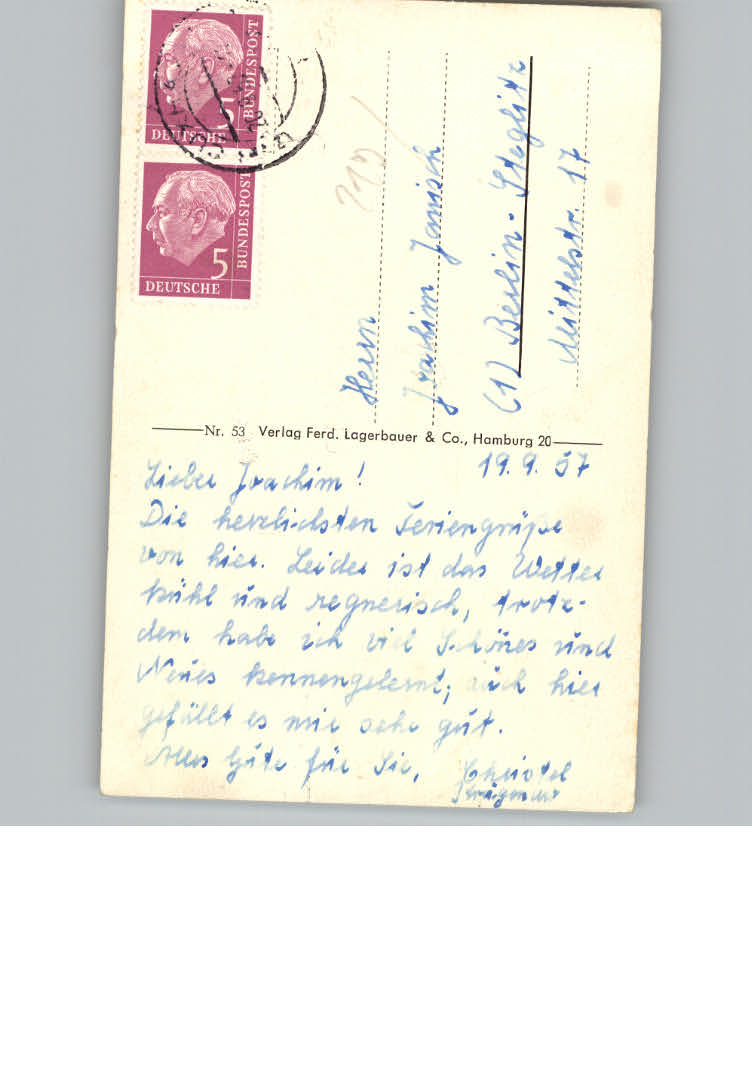 5
DEUTSCHE
BUNDESPOST
5
DEUTSCHE
BUNDESPOST
Herrn
Joachim Janisch
(1) Berlin-Steglitz
Mittelstr. 17
Nr. 53 Verlag Ferd. Lagerbauer & Co., Hamburg 20
19. 9. 57
Lieber Joachim!
Die herzlichsten Feriengrüße
von hier. Leider ist das Wetter
kühl und regnerisch, trotz-
dem habe ich viel Schönes und
Neues kennengelernt; auch hier
gefällt es mir sehr gut.
Alles Gute für Sie, Christel